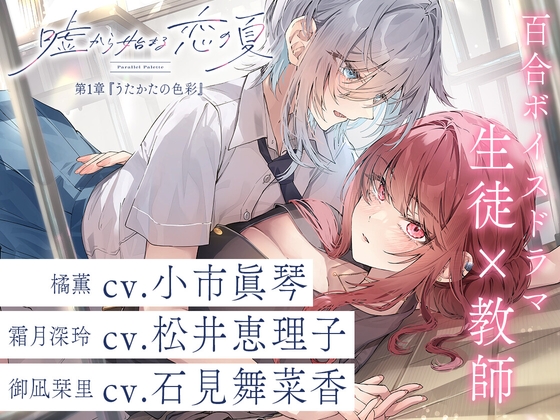 嘘から始まる恋の夏
Parallel Palette
第1章『うたかたの色彩』
百合ボイスドラマ
生徒×教師
橘薫 cv.小市眞琴
霜月深玲 cv.松井恵理子
御凪栞里 cv.石見舞菜香